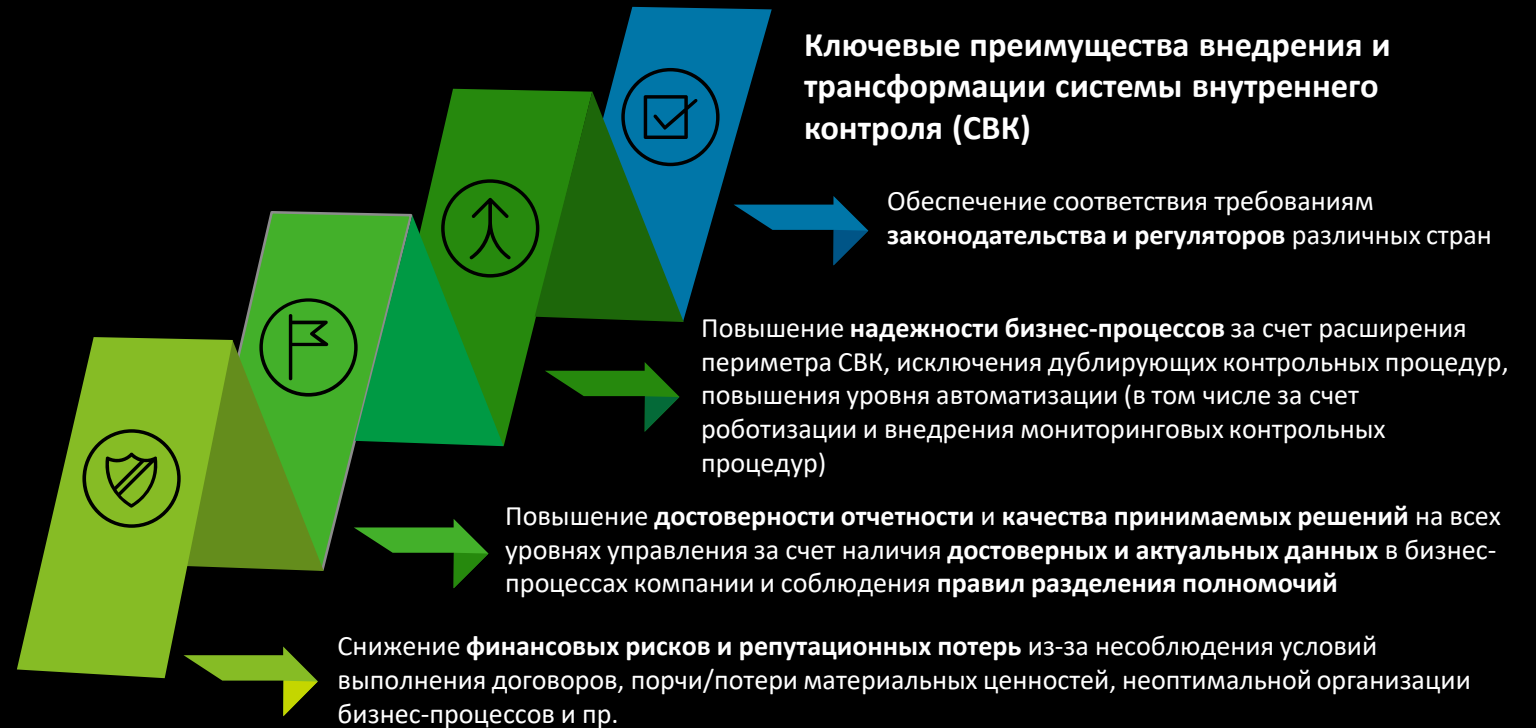 Ключевые преимущества внедрения и
трансформации системы внутреннего
контроля (СВК)
Обеспечение соответствия требованиям
законодательства и регуляторов различных стран
Повышение надежности бизнес-процессов за счет расширения
периметра СВК, исключения дублирующих контрольных процедур,
повышения уровня автоматизации (в том числе за счет
роботизации и внедрения мониторинговых контрольных
процедур)
Повышение достоверности отчетности и качества принимаемых решений на всех
уровнях управления за счет наличия достоверных и актуальных данных в бизнес-
процессах компании и соблюдения правил разделения полномочий
Снижение финансовых рисков и репутационных потерь из-за несоблюдения условий
выполнения договоров, порчи/потери материальных ценностей, неоптимальной организации
бизнес-процессов и пр.